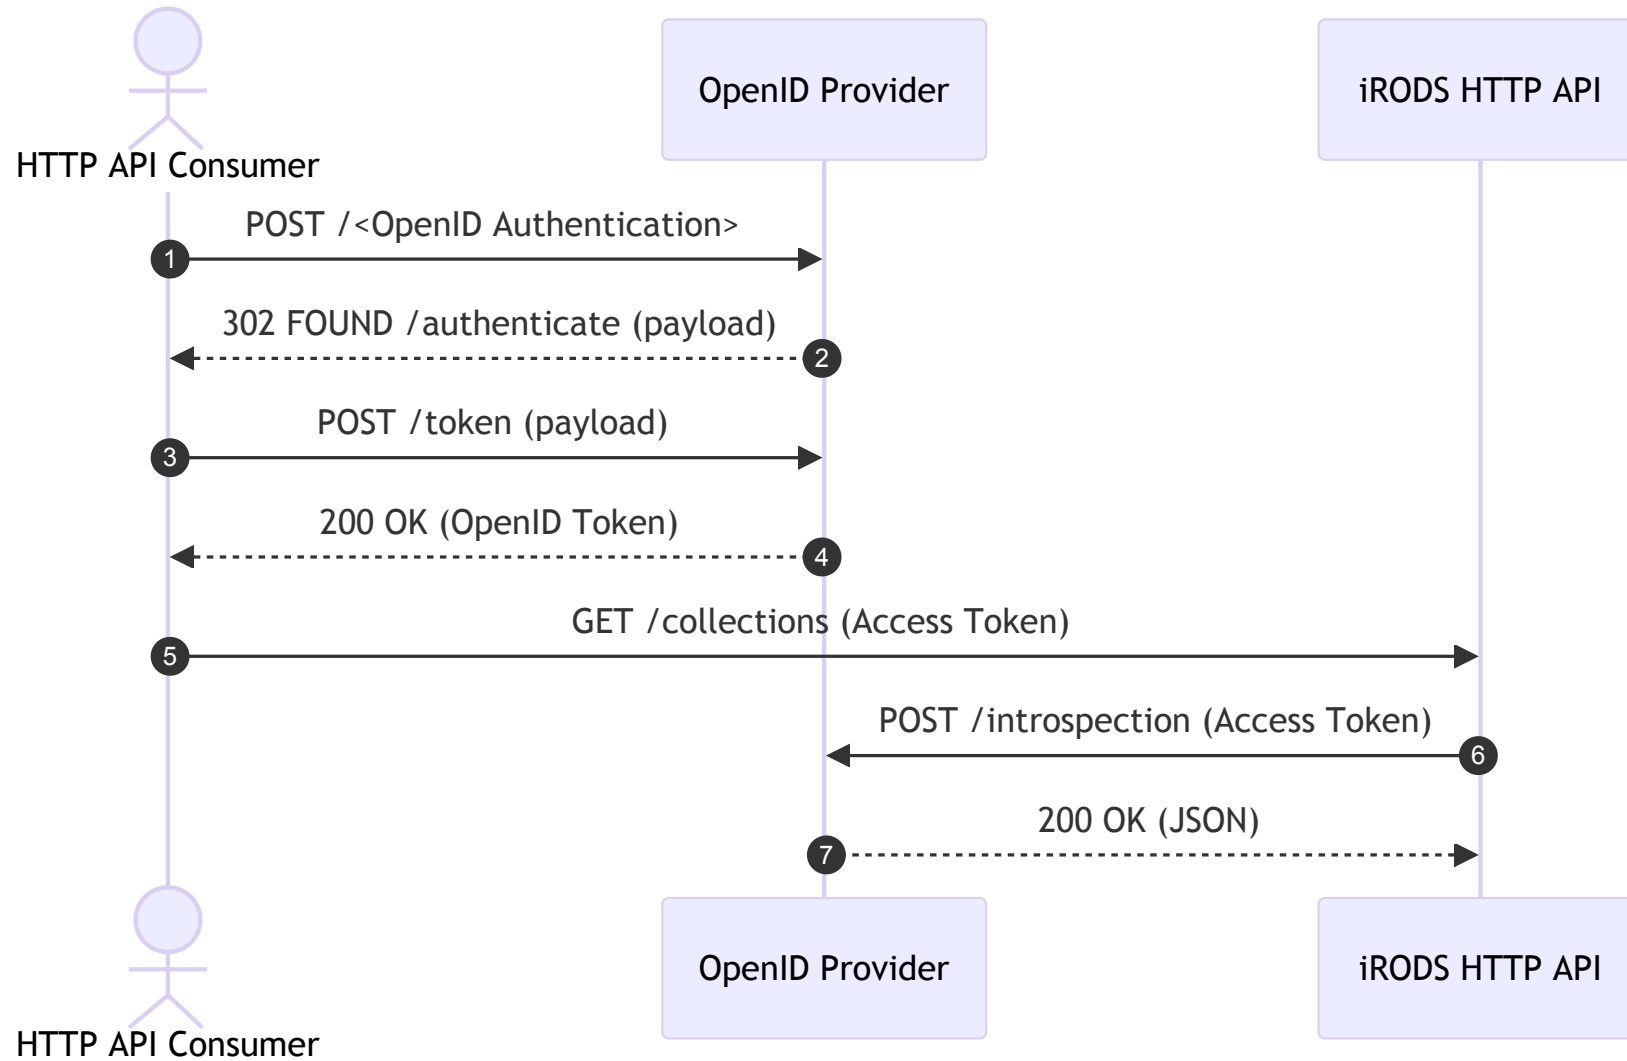 OpenID Provider
iRODS HTTP API
HTTP API Consumer
POST /<OpenID Authentication>
1
302 FOUND /authenticate (payload)
2
POST /token (payload)
3
200 OK (OpenID Token)
4
GET /collections (Access Token)
5
POST /introspection (Access Token)
6
200 OK (JSON)
7
OpenID Provider
iRODS HTTP API
HTTP API Consumer